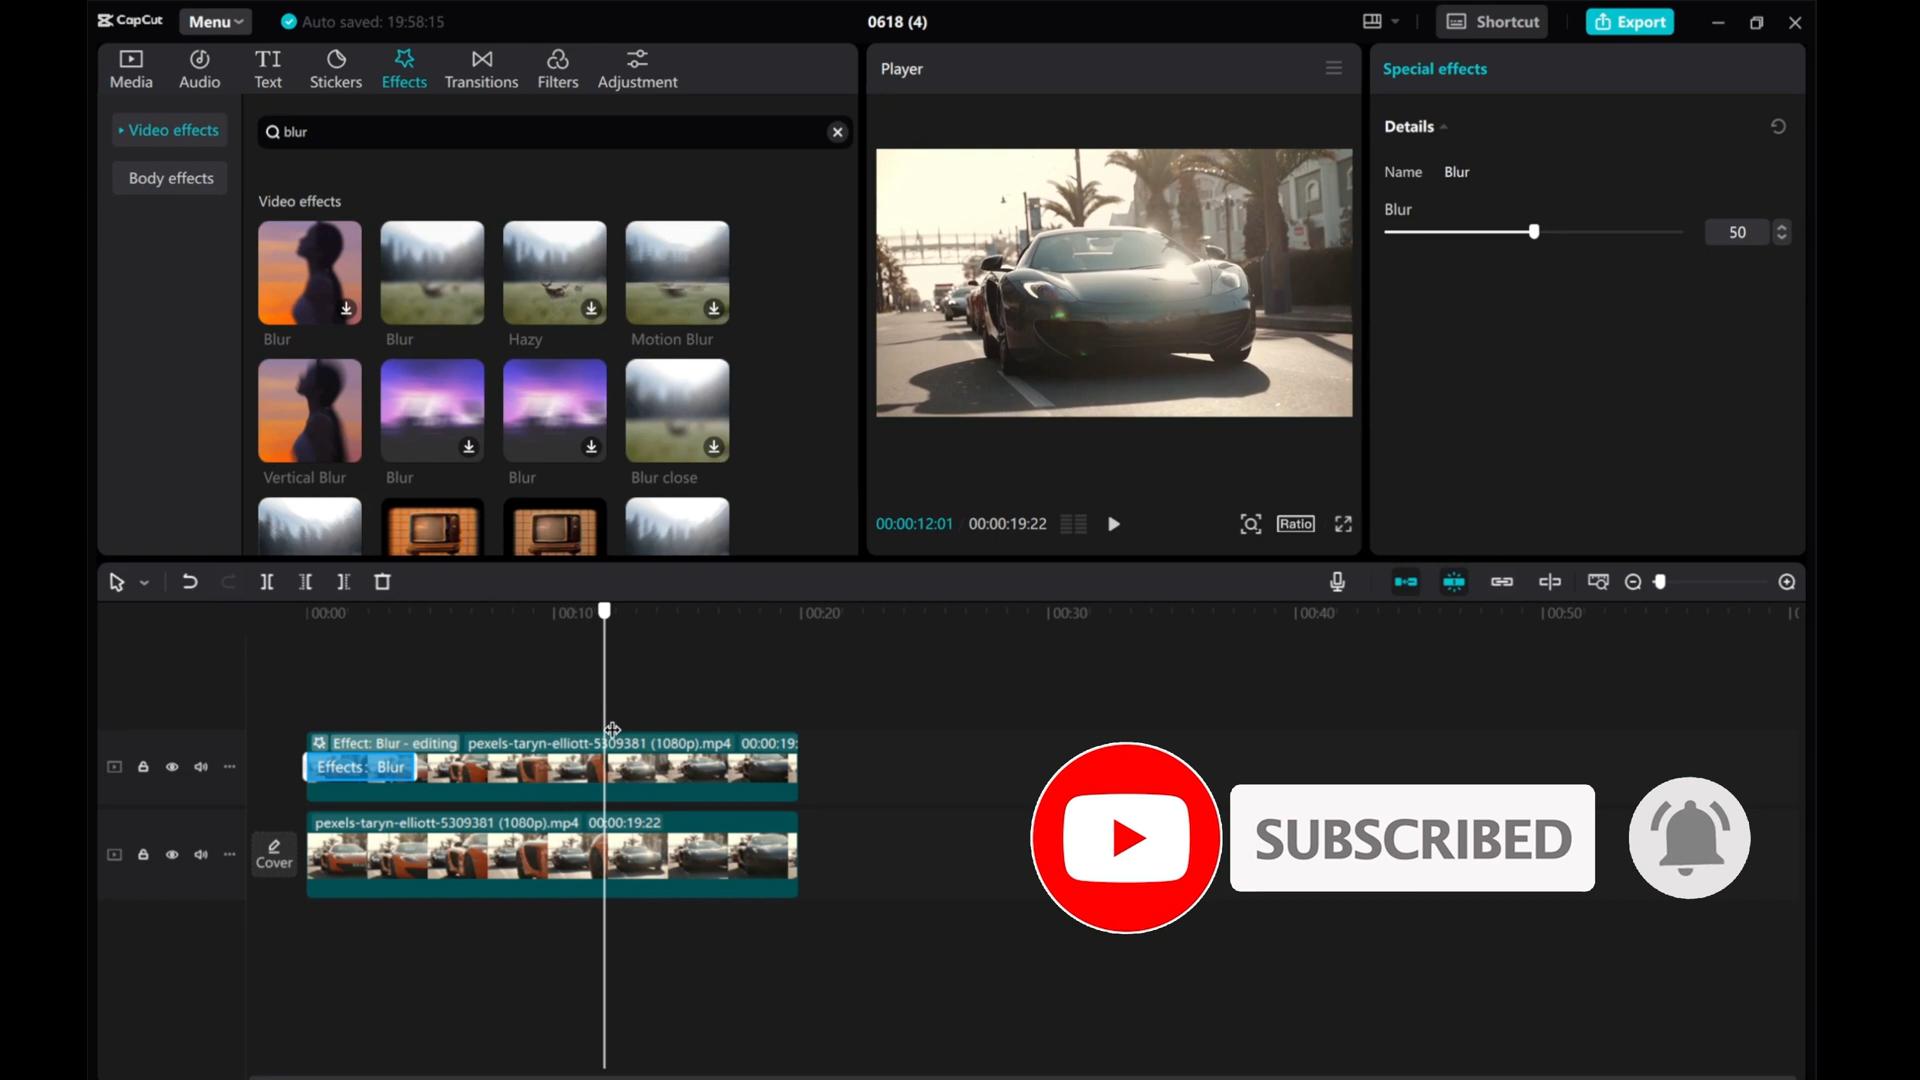 CapCut
Menu
Auto saved: 19:58:15
0618 (4)
Shortcut
Export
Media
Audio
TI
Text
Stickers
Effects
Transitions
Filters
Adjustment
Player
Special effects
Video effects
Body effects
blur
Details
Name
Blur
Blur
50
Video effects
Blur
Blur
Hazy
Motion Blur
Vertical Blur
Blur
Blur
Blur close
00:00:12:01
00:00:19:22
Ratio
00:00
00:10
00:20
00:30
00:40
00:50
Effect: Blur - editing
pexels-taryn-elliott-5309381 (1080p).mp4
00:00:19:
Effects : Blur
pexels-taryn-elliott-5309381 (1080p).mp4
00:00:19:22
Cover
SUBSCRIBED